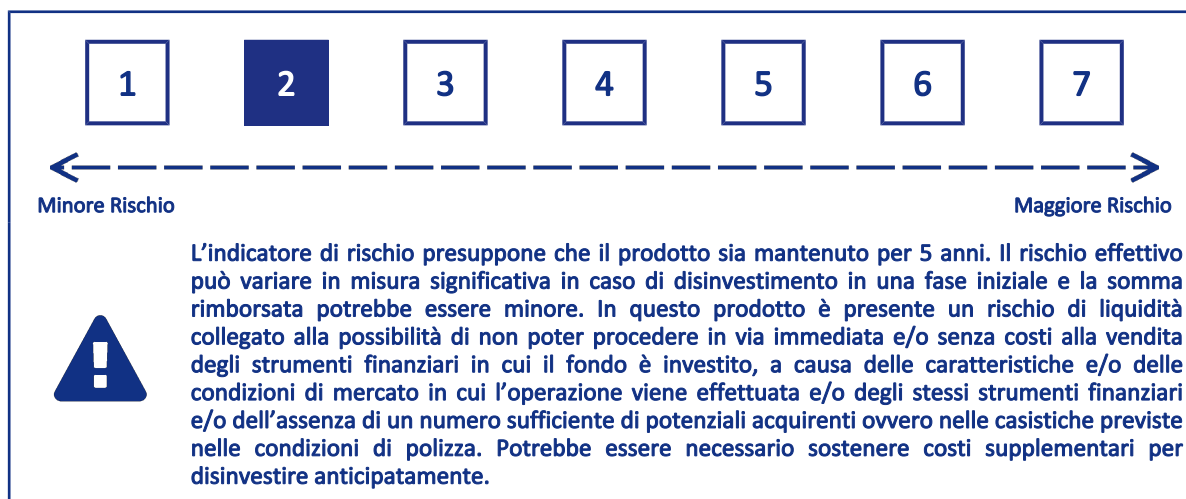 1 2 3 4 5 6 7
Minore Rischio Maggiore Rischio
L'indicatore di rischio presuppone che il prodotto sia mantenuto per 5 anni. Il rischio effettivo
può variare in misura significativa in caso di disinvestimento in una fase iniziale e la somma
rimborsata potrebbe essere minore. In questo prodotto è presente un rischio di liquidità
collegato alla possibilità di non poter procedere in via immediata e/o senza costi alla vendita
degli strumenti finanziari in cui il fondo è investito, a causa delle caratteristiche e/o delle
condizioni di mercato in cui l'operazione viene effettuata e/o degli stessi strumenti finanziari
e/o dell'assenza di un numero sufficiente di potenziali acquirenti ovvero nelle casistiche previste
nelle condizioni di polizza. Potrebbe essere necessario sostenere costi supplementari per
disinvestire anticipatamente.